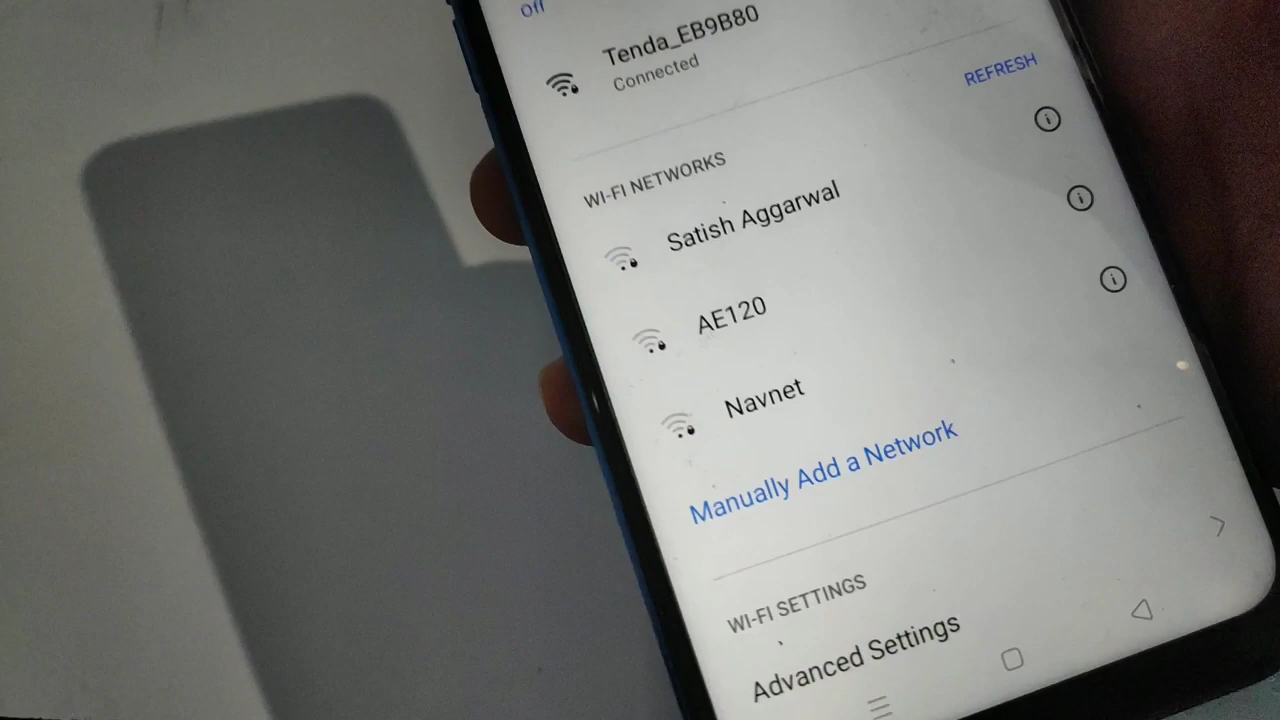 Off
Tenda_EB9B80
Connected
REFRESH
WI-FI NETWORKS
Satish Aggarwal
AE120
Navnet
Manually Add a Network
WI-FI SETTINGS
Advanced Settings